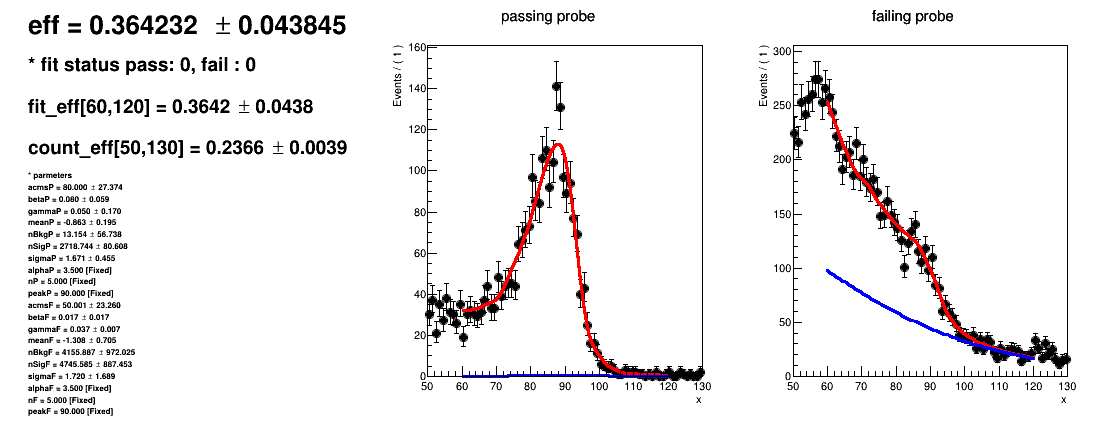 eff = 0.364232 ± 0.043845
* fit status pass: 0, fail : 0
fit_eff[60,120] = 0.3642 ± 0.0438
count_eff[50,130] = 0.2366 ± 0.0039
* parmeters
acmsP = 80.000 ± 27.374
betaP = 0.080 ± 0.059
gammaP = 0.050 ± 0.170
meanP = -0.863 ± 0.195
nBkgP = 13.154 ± 56.738
nSigP = 2718.744 ± 80.608
sigmaP = 1.671 ± 0.455
alphaP = 3.500 [Fixed]
nP = 5.000 [Fixed]
peakP = 90.000 [Fixed]
acmsF = 50.001 ± 23.260
betaF = 0.017 ± 0.017
gammaF = 0.037 ± 0.007
meanF = -1.308 ± 0.705
nBkgF = 4155.887 ± 972.025
nSigF = 4745.585 ± 887.453
sigmaF = 1.720 ± 1.689
alphaF = 3.500 [Fixed]
nF = 5.000 [Fixed]
peakF = 90.000 [Fixed]
passing probe
Events / ( 1 )
160
140
120
100
80
60
40
20
0
50 60 70 80 90 100 110 120 130
x
failing probe
Events / ( 1 )
300
250
200
150
100
50
0
50 60 70 80 90 100 110 120 130
x